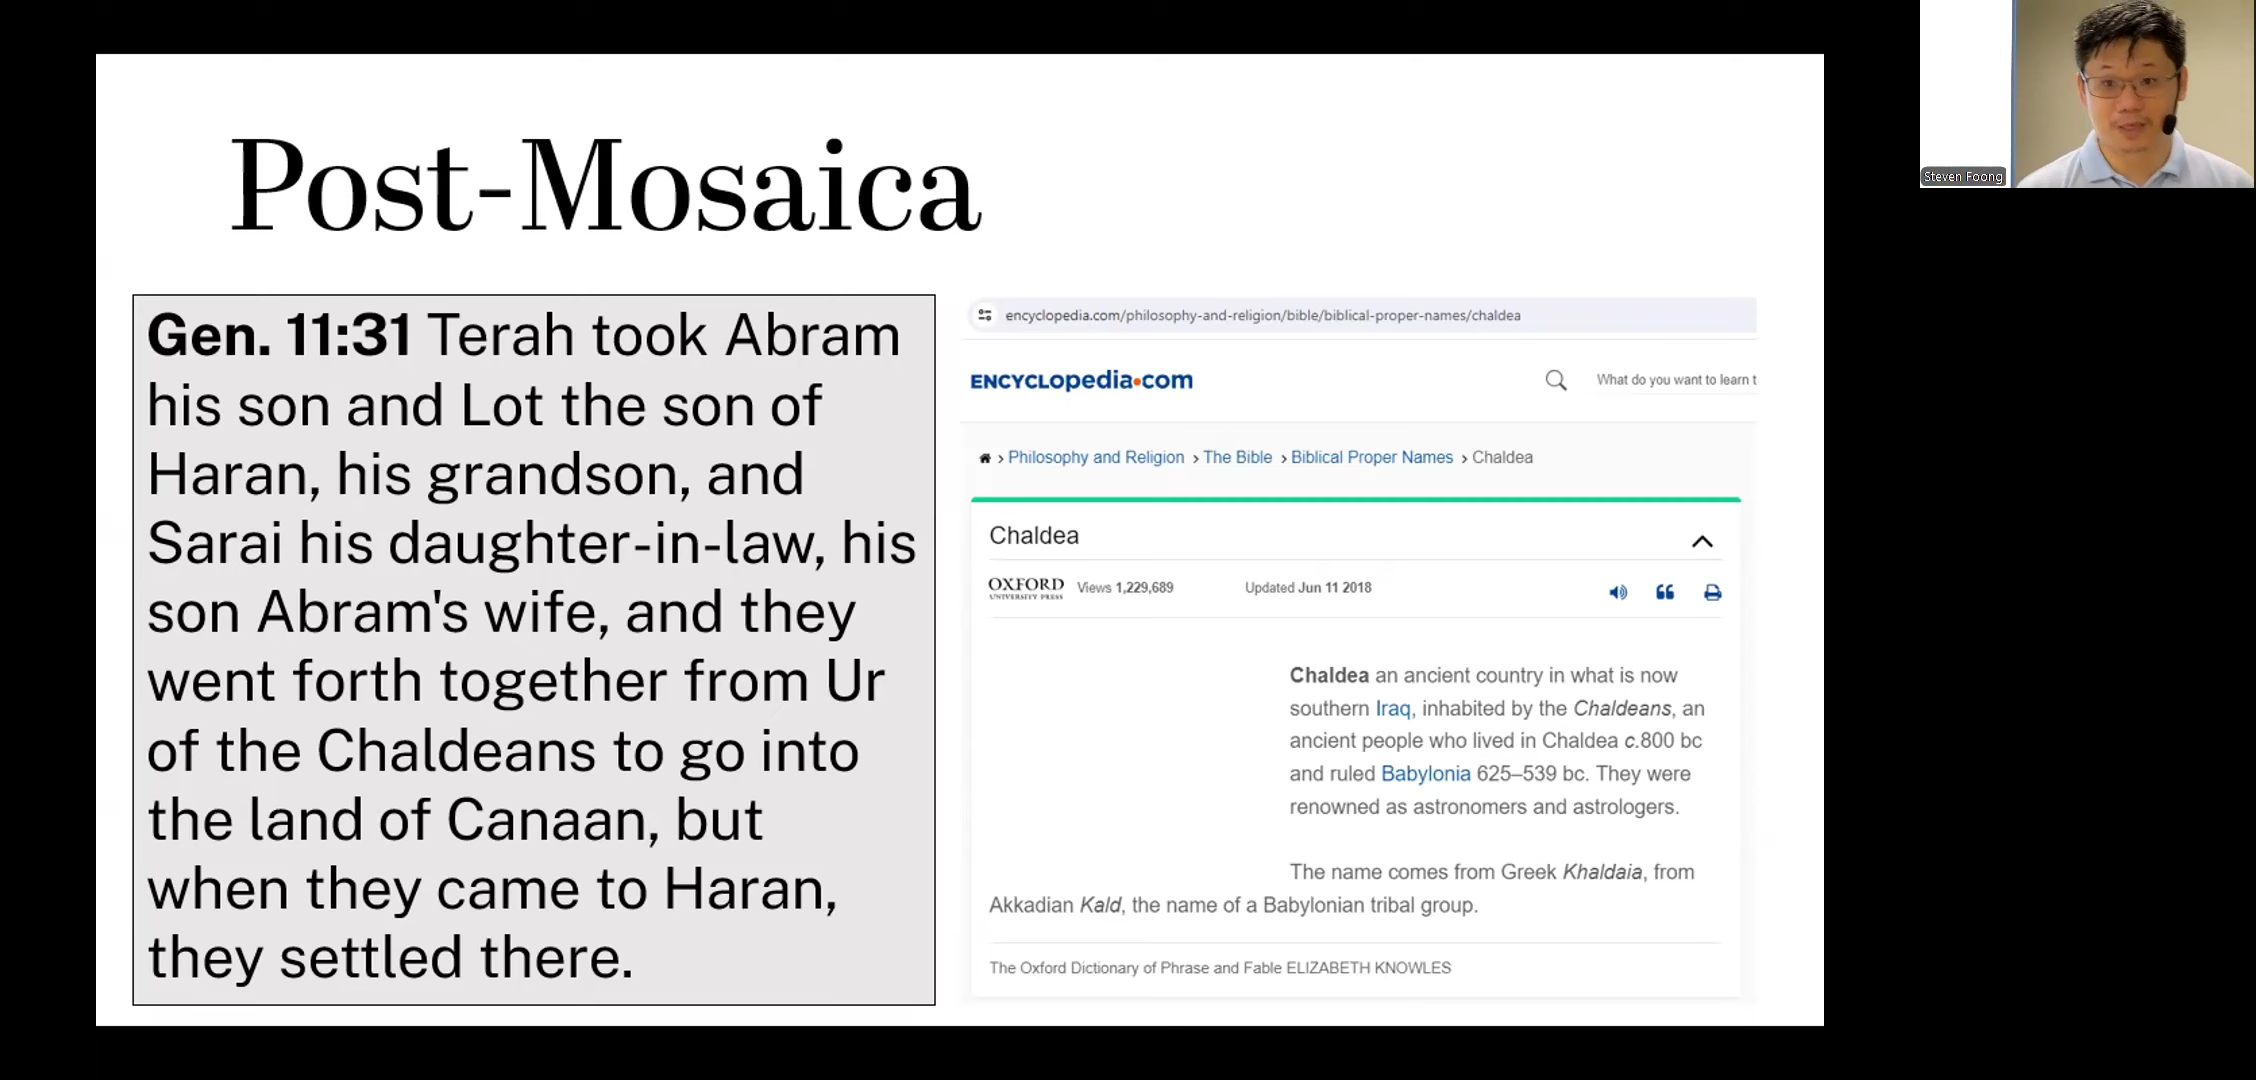 Post-Mosaica
Gen. 11:31 Terah took Abram
his son and Lot the son of
Haran, his grandson, and
Sarai his daughter-in-law, his
son Abram's wife, and they
went forth together from Ur
of the Chaldeans to go into
the land of Canaan, but
when they came to Haran,
they settled there.
encyclopedia.com/philosophy-and-religion/bible/biblical-proper-names/chaldea
ENCYCLopedia.com
What do you want to learn t
> Philosophy and Religion > The Bible > Biblical Proper Names > Chaldea
Chaldea
OXFORD
UNIVERSITY PRESS
Views 1,229,689
Updated Jun 11 2018
Chaldea an ancient country in what is now
southern Iraq, inhabited by the Chaldeans, an
ancient people who lived in Chaldea c.800 bc
and ruled Babylonia 625–539 bc. They were
renowned as astronomers and astrologers.
The name comes from Greek Khaldaia, from
Akkadian Kald, the name of a Babylonian tribal group.
The Oxford Dictionary of Phrase and Fable ELIZABETH KNOWLES
Steven Foong